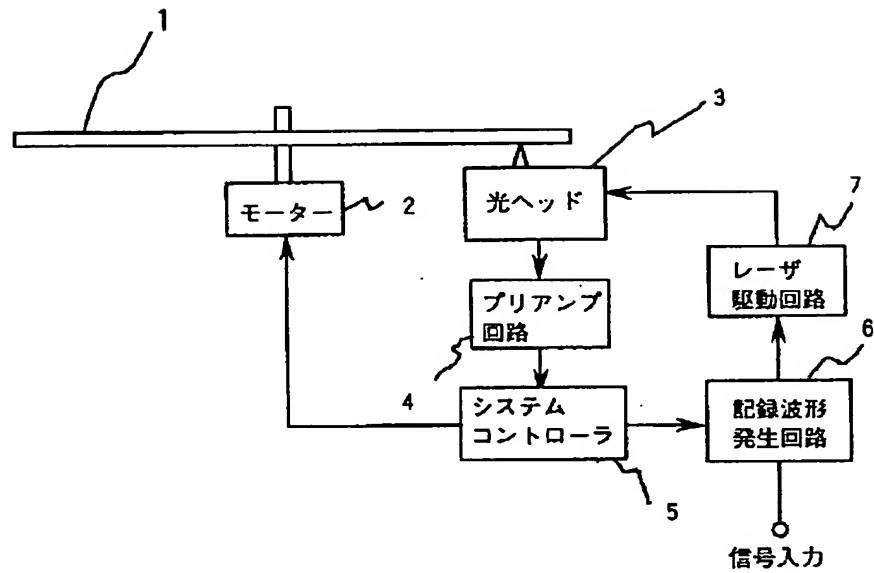 1
3
モーター
2
光ヘッド
7
レーザ
駆動回路
プリアンプ
回路
6
4
システム
コントローラ
記録波形
発生回路
5
信号入力